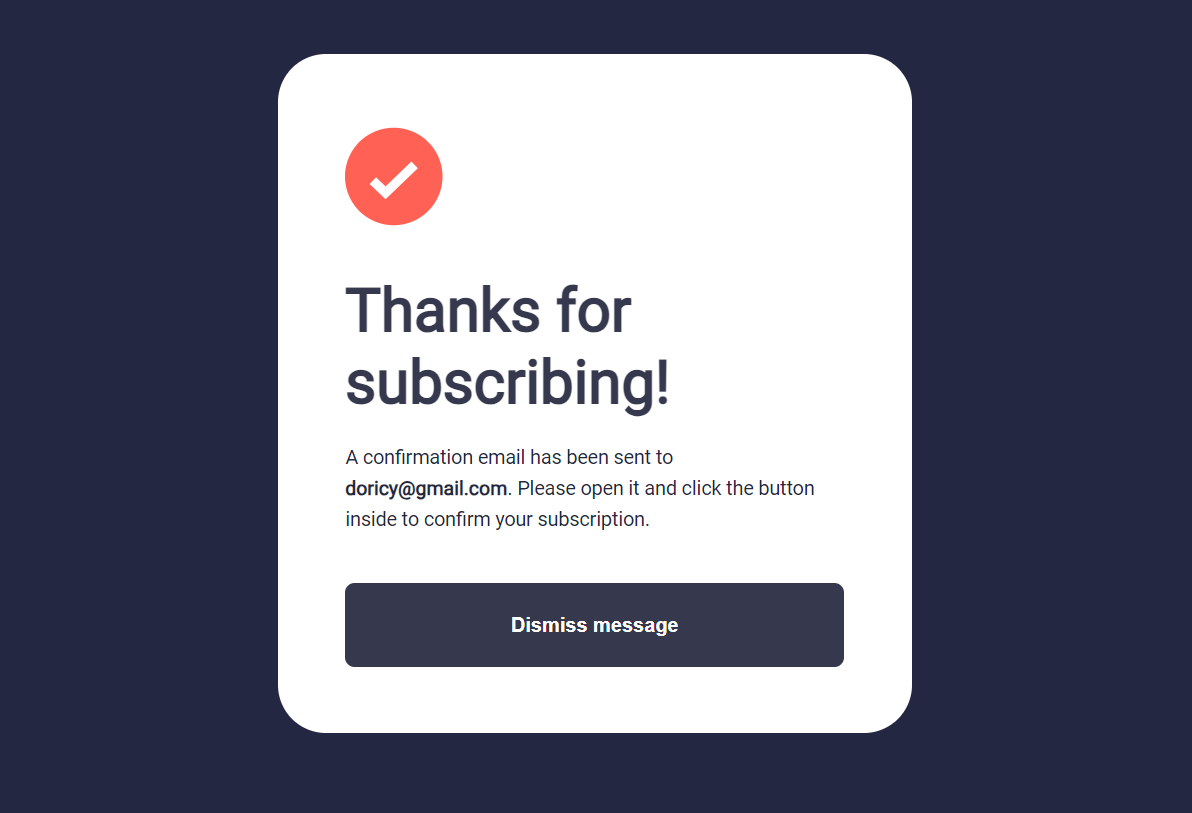 Thanks for
subscribing!
A confirmation email has been sent to
doricy@gmail.com. Please open it and click the button
inside to confirm your subscription.
Dismiss message